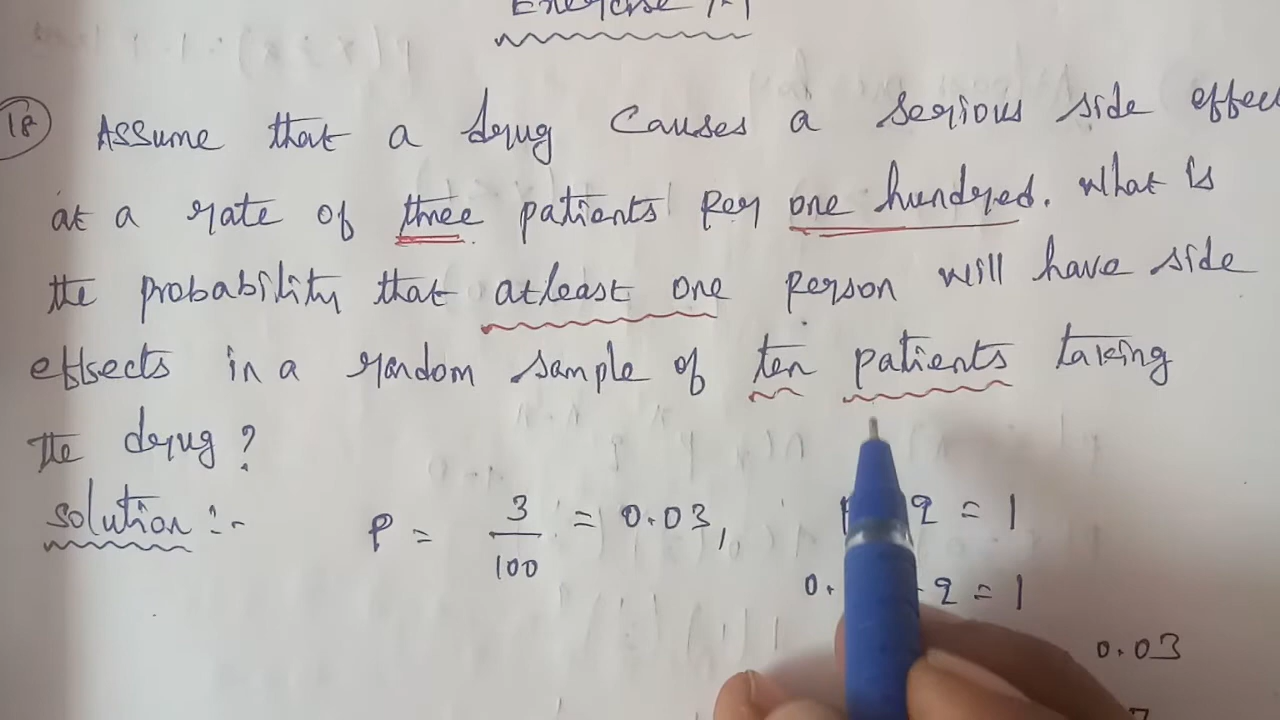 18 Assume that a drug causes a serious side effec
at a rate of three patients per one hundred. What is
the probability that atleast one person will have side
effects in a random sample of ten patients taking
the drug?
solution :- P = 3/100 = 0.03, q = 1
0. q = 1
0.03